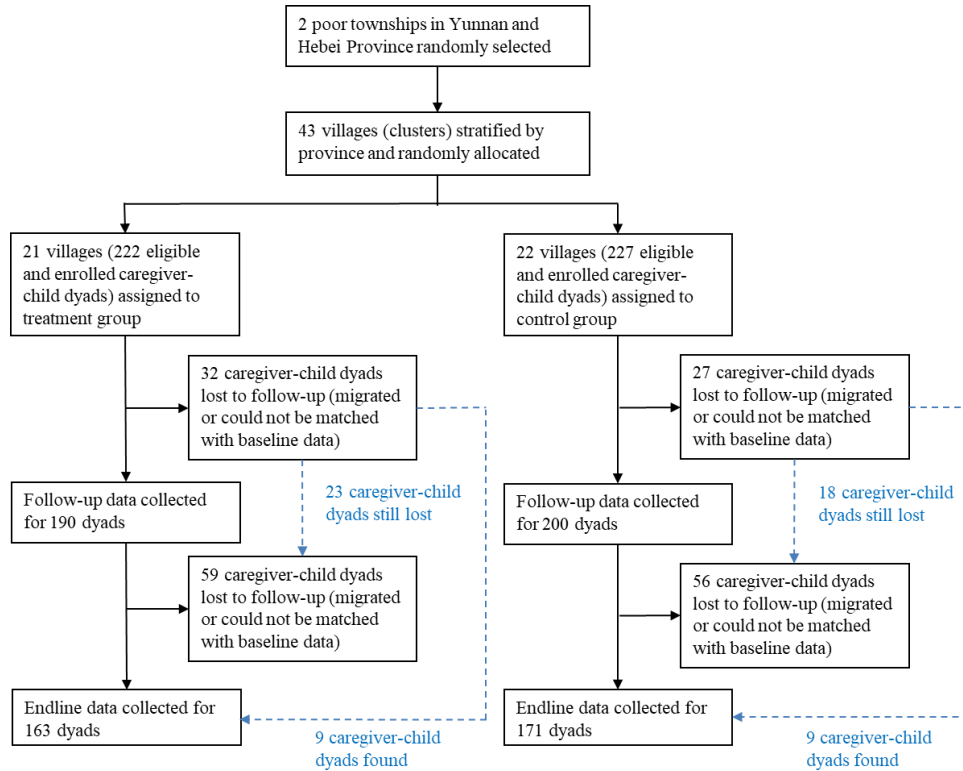 2 poor townships in Yunnan and
Hebei Province randomly selected
43 villages (clusters) stratified by
province and randomly allocated
21 villages (222 eligible
and enrolled caregiver-
child dyads) assigned to
treatment group
22 villages (227 eligible
and enrolled caregiver-
child dyads) assigned to
control group
32 caregiver-child dyads
lost to follow-up (migrated
or could not be matched
with baseline data)
27 caregiver-child dyads
lost to follow-up (migrated
or could not be matched
with baseline data)
23 caregiver-child
dyads still lost
18 caregiver-child
dyads still lost
Follow-up data collected
for 190 dyads
Follow-up data collected
for 200 dyads
59 caregiver-child dyads
lost to follow-up (migrated
or could not be matched
with baseline data)
56 caregiver-child dyads
lost to follow-up (migrated
or could not be matched
with baseline data)
Endline data collected for
163 dyads
Endline data collected for
171 dyads
9 caregiver-child
dyads found
9 caregiver-child
dyads found